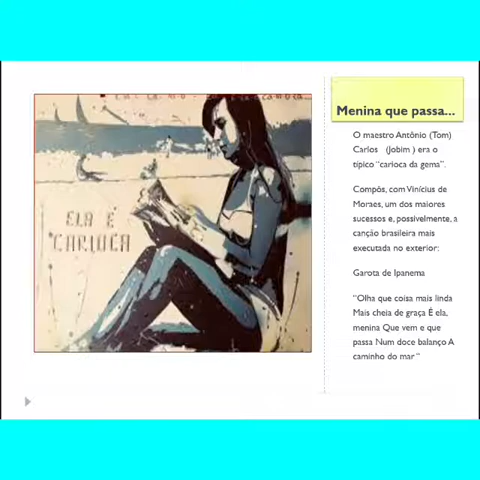 Menina que passa...
O maestro Antônio (Tom)
Carlos (Jobim ) era o
típico “carioca da gema”.
Compôs, com Vinícius de
Moraes, um dos maiores
sucessos e, possivelmente, a
canção brasileira mais
executada no exterior:
Garota de Ipanema
“Olha que coisa mais linda
Mais cheia de graça É ela,
menina Que vem e que
passa Num doce balanço A
caminho do mar ”
ELA É
CARIOCA